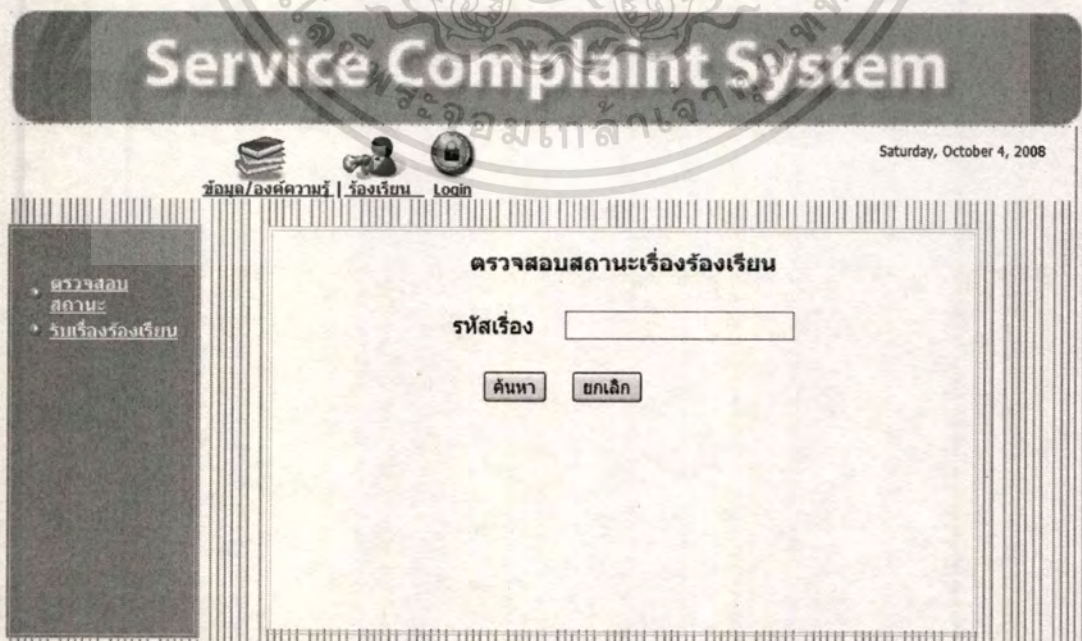 Service Complaint System
Saturday, October 4, 2008
ข้อมูล/องค์ความรู้ | ร้องเรียน Login
ตรวจสอบ
สถานะ
รับเรื่องร้องเรียน
ตรวจสอบสถานะเรื่องร้องเรียน
รหัสเรื่อง
ค้นหา ยกเลิก